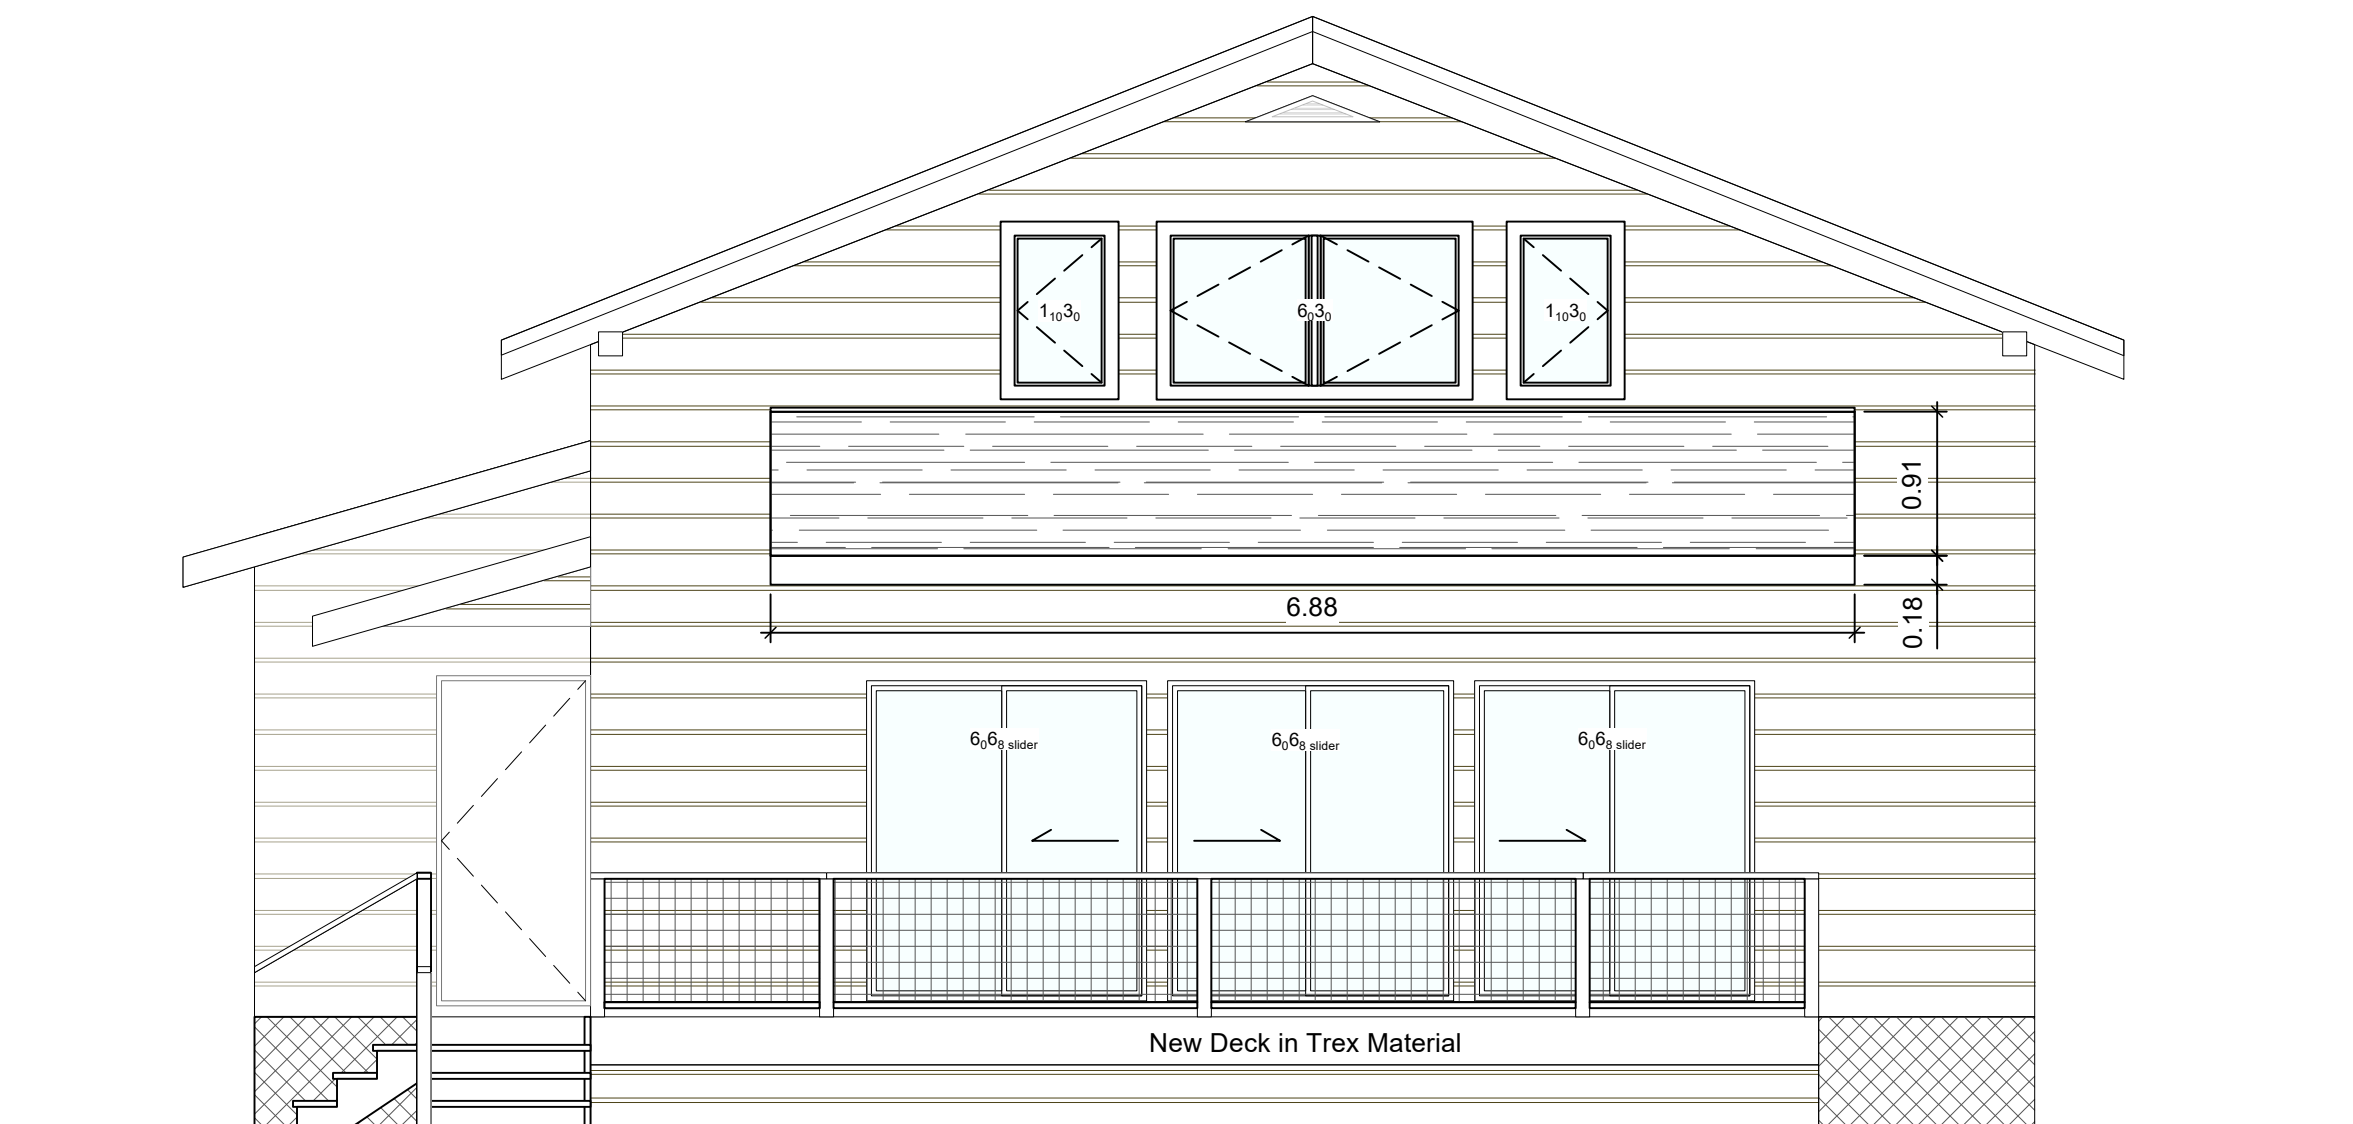 1₁₀3₀
6₀3₀
1₁₀3₀
0.91
6.88
0.18
6₀6₈ slider
6₀6₈ slider
6₀6₈ slider
New Deck in Trex Material